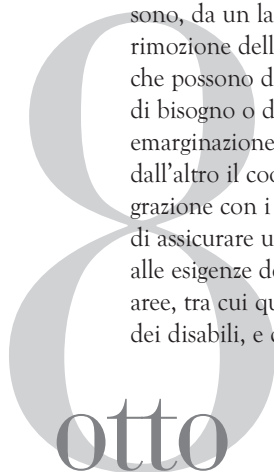 sono, da un la
rimozione dell
che possono d
di bisogno o d
emarginazione
dall'altro il coo
grazione con i
di assicurare u
alle esigenze de
aree, tra cui qu
dei disabili, e
8
otto